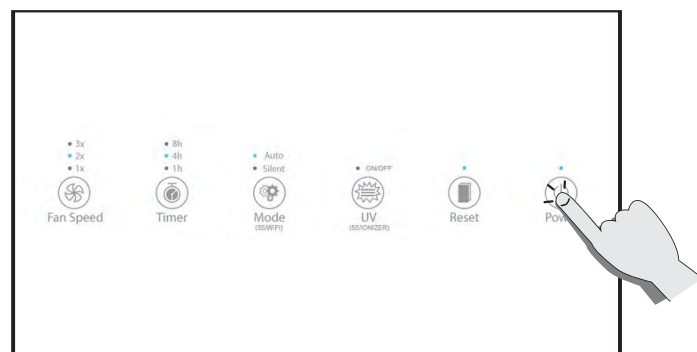 3x
2x
1x
Fan Speed
8h
4h
1h
Timer
Auto
Silent
Mode
(5S/WIFI)
ON/OFF
UV
(5S/IONIZER)
Reset
Pow